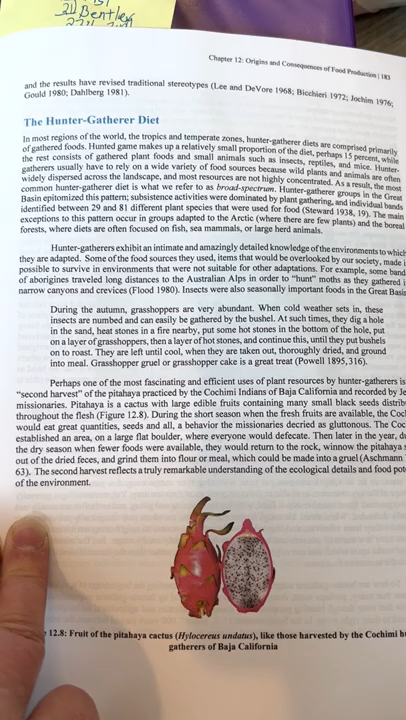 Bentley
Chapter 12: Origins and Consequences of Food Production | 183
and the results have revised traditional stereotypes (Lee and DeVore 1968; Bicchieri 1972; Jochim 1976;
Gould 1980; Dahlberg 1981).
The Hunter-Gatherer Diet
In most regions of the world, the tropics and temperate zones, hunter-gatherer diets are comprised primarily
of gathered foods. Hunted game makes up a relatively small proportion of the diet, perhaps 15 percent, while
the rest consists of gathered plant foods and small animals such as insects, reptiles, and mice. Hunter-
gatherers usually have to rely on a wide variety of food sources because wild plants and animals are often
widely dispersed across the landscape, and most resources are not highly concentrated. As a result, the most
common hunter-gatherer diet is what we refer to as broad-spectrum. Hunter-gatherer groups in the Great
Basin epitomized this pattern; subsistence activities were dominated by plant gathering, and individual bands
identified between 29 and 81 different plant species that were used for food (Steward 1938, 19). The main
exceptions to this pattern occur in groups adapted to the Arctic (where there are few plants) and the boreal
forests, where diets are often focused on fish, sea mammals, or large herd animals.
Hunter-gatherers exhibit an intimate and amazingly detailed knowledge of the environments to which
they are adapted. Some of the food sources they used, items that would be overlooked by our society, made i
possible to survive in environments that were not suitable for other adaptations. For example, some band
of aborigines traveled long distances to the Australian Alps in order to "hunt" moths as they gathered i
narrow canyons and crevices (Flood 1980). Insects were also seasonally important foods in the Great Basin
During the autumn, grasshoppers are very abundant. When cold weather sets in, these
insects are numbed and can easily be gathered by the bushel. At such times, they dig a hole
in the sand, heat stones in a fire nearby, put some hot stones in the bottom of the hole, put
on a layer of grasshoppers, then a layer of hot stones, and continue this, until they put bushels
on to roast. They are left until cool, when they are taken out, thoroughly dried, and ground
into meal. Grasshopper gruel or grasshopper cake is a great treat (Powell 1895, 316).
Perhaps one of the most fascinating and efficient uses of plant resources by hunter-gatherers is
"second harvest" of the pitahaya practiced by the Cochimi Indians of Baja California and recorded by Je
missionaries. Pitahaya is a cactus with large edible fruits containing many small black seeds distrib
throughout the flesh (Figure 12.8). During the short season when the fresh fruits are available, the Coc
would eat great quantities, seeds and all, a behavior the missionaries decried as gluttonous. The Coc
established an area, on a large flat boulder, where everyone would defecate. Then later in the year, du
the dry season when fewer foods were available, they would return to the rock, winnow the pitahaya s
out of the dried feces, and grind them into flour or meal, which could be made into a gruel (Aschmann
63). The second harvest reflects a truly remarkable understanding of the ecological details and food pot
of the environment.
12.8: Fruit of the pitahaya cactus (Hylocereus undatus), like those harvested by the Cochimi h
gatherers of Baja California